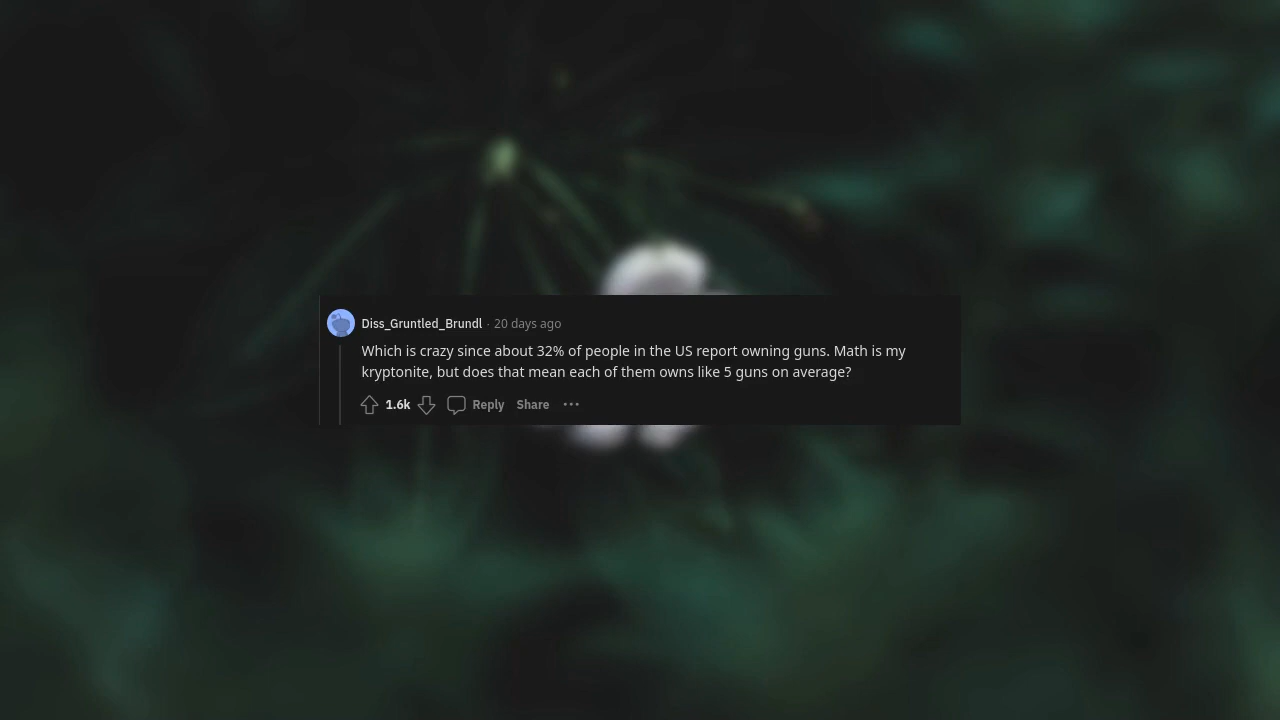 Diss_Gruntled_Brundl · 20 days ago
Which is crazy since about 32% of people in the US report owning guns. Math is my
kryptonite, but does that mean each of them owns like 5 guns on average?
1.6k Reply Share ···